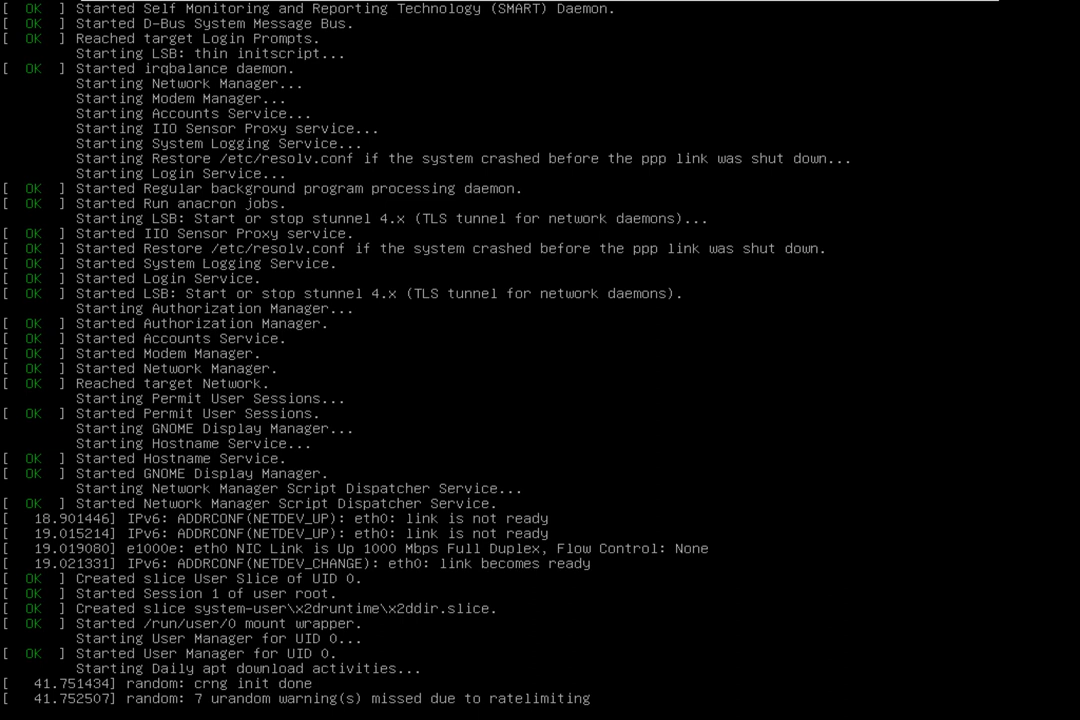 [  OK  ] Started Self Monitoring and Reporting Technology (SMART) Daemon.
[  OK  ] Started D-Bus System Message Bus.
[  OK  ] Reached target Login Prompts.
Starting LSB: thin initscript...
[  OK  ] Started irqbalance daemon.
Starting Network Manager...
Starting Modem Manager...
Starting Accounts Service...
Starting IIO Sensor Proxy service...
Starting System Logging Service...
Starting Restore /etc/resolv.conf if the system crashed before the ppp link was shut down...
Starting Login Service...
[  OK  ] Started Regular background program processing daemon.
[  OK  ] Started Run anacron jobs.
Starting LSB: Start or stop stunnel 4.x (TLS tunnel for network daemons)...
[  OK  ] Started IIO Sensor Proxy service.
[  OK  ] Started Restore /etc/resolv.conf if the system crashed before the ppp link was shut down.
[  OK  ] Started System Logging Service.
[  OK  ] Started Login Service.
[  OK  ] Started LSB: Start or stop stunnel 4.x (TLS tunnel for network daemons).
Starting Authorization Manager...
[  OK  ] Started Authorization Manager.
[  OK  ] Started Accounts Service.
[  OK  ] Started Modem Manager.
[  OK  ] Started Network Manager.
[  OK  ] Reached target Network.
Starting Permit User Sessions...
[  OK  ] Started Permit User Sessions.
Starting GNOME Display Manager...
Starting Hostname Service...
[  OK  ] Started Hostname Service.
[  OK  ] Started GNOME Display Manager.
Starting Network Manager Script Dispatcher Service...
[  OK  ] Started Network Manager Script Dispatcher Service.
[   18.901446] IPv6: ADDRCONF(NETDEV_UP): eth0: link is not ready
[   19.015214] IPv6: ADDRCONF(NETDEV_UP): eth0: link is not ready
[   19.019080] e1000e: eth0 NIC Link is Up 1000 Mbps Full Duplex, Flow Control: None
[   19.021331] IPv6: ADDRCONF(NETDEV_CHANGE): eth0: link becomes ready
[  OK  ] Created slice User Slice of UID 0.
[  OK  ] Started Session 1 of user root.
[  OK  ] Created slice system-user\x2druntime\x2ddir.slice.
[  OK  ] Started /run/user/0 mount wrapper.
Starting User Manager for UID 0...
[  OK  ] Started User Manager for UID 0.
Starting Daily apt download activities...
[   41.751434] random: crng init done
[   41.752507] random: 7 urandom warning(s) missed due to ratelimiting